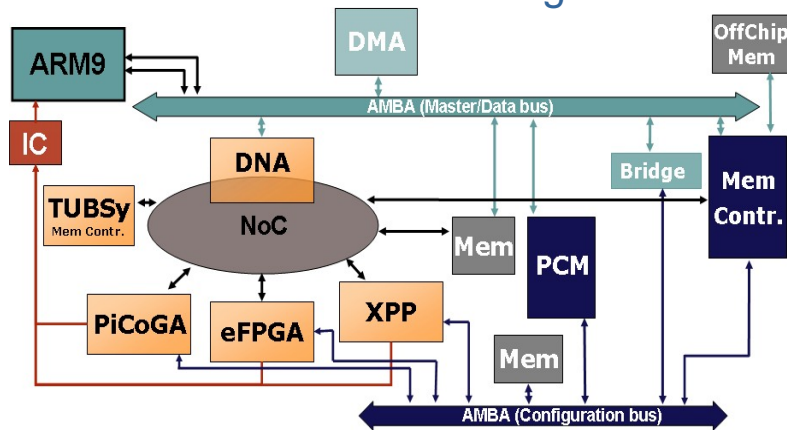 DMA
OffChip
Mem
ARM9
AMBA (Master/Data bus)
IC
DNA
Bridge
Mem
Contr.
TUBSy
Mem Contr.
NoC
Mem
PCM
PiCoGA
eFPGA
XPP
Mem
AMBA (Configuration bus)